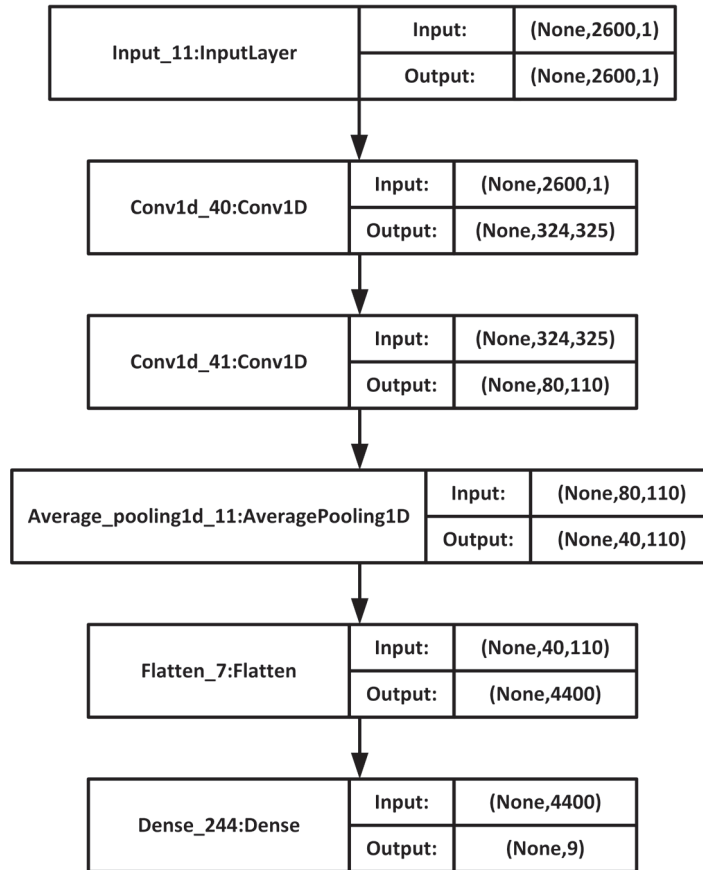 Input_11:InputLayer
Input: (None,2600,1)
Output: (None,2600,1)
Conv1d_40:Conv1D
Input: (None,2600,1)
Output: (None,324,325)
Conv1d_41:Conv1D
Input: (None,324,325)
Output: (None,80,110)
Average_pooling1d_11:AveragePooling1D
Input: (None,80,110)
Output: (None,40,110)
Flatten_7:Flatten
Input: (None,40,110)
Output: (None,4400)
Dense_244:Dense
Input: (None,4400)
Output: (None,9)